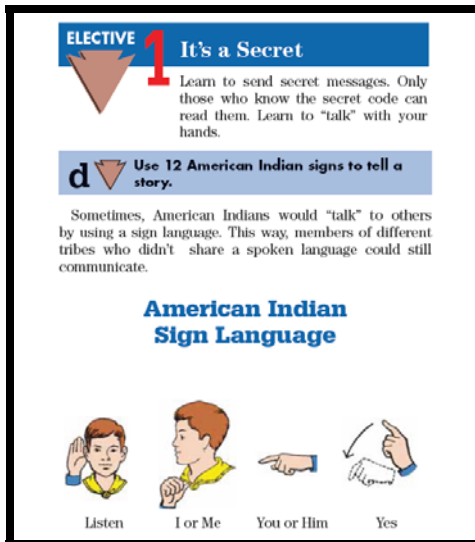 ELECTIVE 1
It's a Secret
Learn to send secret messages. Only
those who know the secret code can
read them. Learn to “talk” with your
hands.
d Use 12 American Indian signs to tell a
story.
Sometimes, American Indians would “talk” to others
by using a sign language. This way, members of different
tribes who didn't share a spoken language could still
communicate.
American Indian
Sign Language
Listen I or Me You or Him Yes